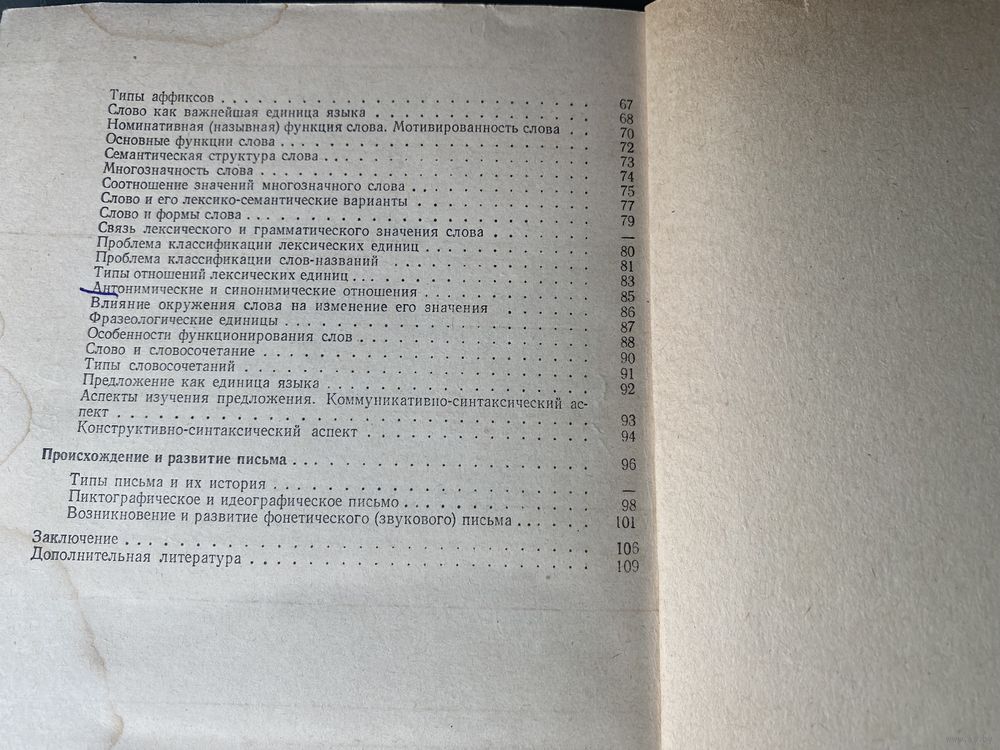 Типы аффиксов . . . . . . . . . . . . . . . . . . . . . . . . . . . . 67
Слово как важнейшая единица языка . . . . . . . . . . . . . . . . 68
Номинативная (назывная) функция слова. Мотивированность слова . . 70
Основные функции слова . . . . . . . . . . . . . . . . . . . . . . . 72
Семантическая структура слова . . . . . . . . . . . . . . . . . . . . 73
Многозначность слова . . . . . . . . . . . . . . . . . . . . . . . . 74
Соотношение значений многозначного слова . . . . . . . . . . . . . 75
Слово и его лексико-семантические варианты . . . . . . . . . . . . 77
Слово и формы слова . . . . . . . . . . . . . . . . . . . . . . . . 79
Связь лексического и грамматического значения слова . . . . . . . —
Проблема классификации лексических единиц . . . . . . . . . . . . 80
Проблема классификации слов-названий . . . . . . . . . . . . . . . 81
Типы отношений лексических единиц . . . . . . . . . . . . . . . . . 83
Антонимические и синонимические отношения . . . . . . . . . . . . 85
Влияние окружения слова на изменение его значения . . . . . . . . 86
Фразеологические единицы . . . . . . . . . . . . . . . . . . . . . . 87
Особенности функционирования слов . . . . . . . . . . . . . . . . . 88
Слово и словосочетание . . . . . . . . . . . . . . . . . . . . . . . 90
Типы словосочетаний . . . . . . . . . . . . . . . . . . . . . . . . 91
Предложение как единица языка . . . . . . . . . . . . . . . . . . . 92
Аспекты изучения предложения. Коммуникативно-синтаксический ас-
пект . . . . . . . . . . . . . . . . . . . . . . . . . . . . . . . . 93
Конструктивно-синтаксический аспект . . . . . . . . . . . . . . . . 94
Происхождение и развитие письма . . . . . . . . . . . . . . . . . . 96
Типы письма и их история . . . . . . . . . . . . . . . . . . . . . . —
Пиктографическое и идеографическое письмо . . . . . . . . . . . . 98
Возникновение и развитие фонетического (звукового) письма . . . . 101
Заключение . . . . . . . . . . . . . . . . . . . . . . . . . . . . . 106
Дополнительная литература . . . . . . . . . . . . . . . . . . . . . 109